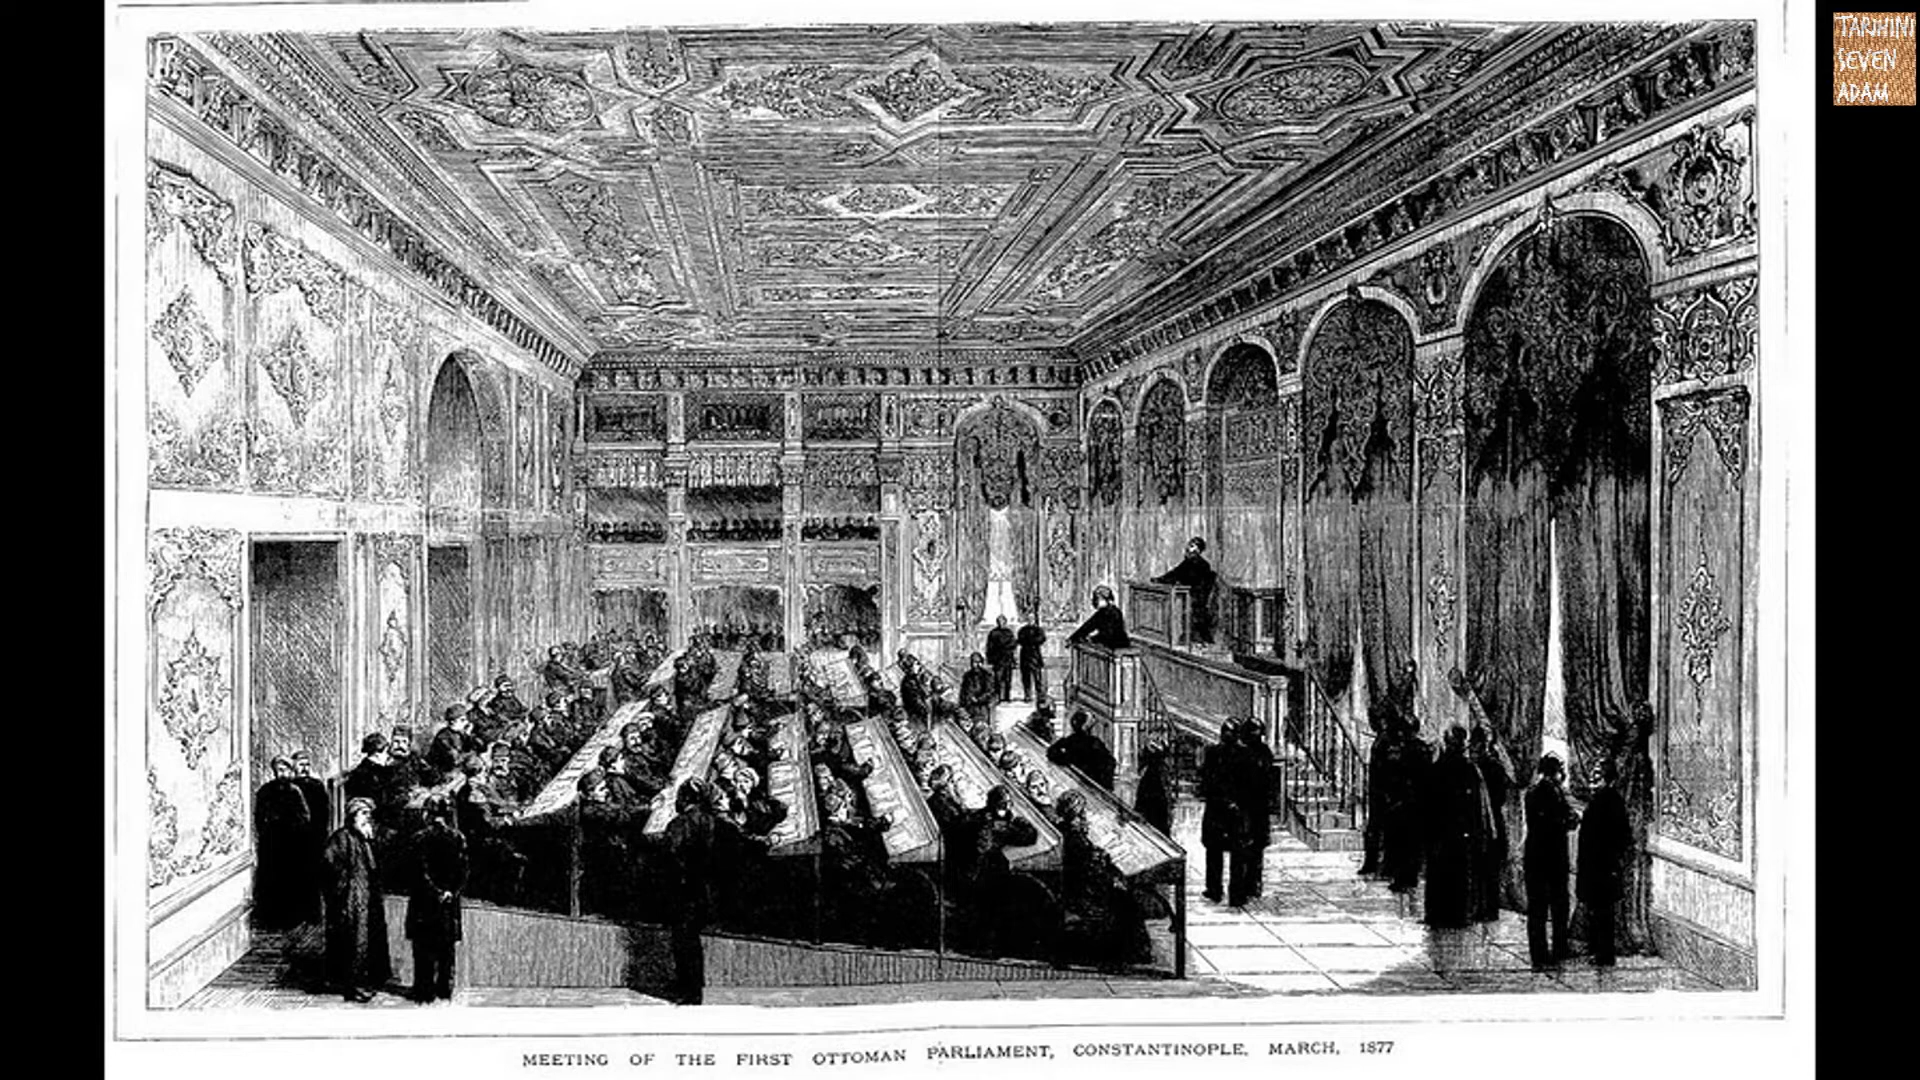 TARIHINI
SEVEN
ADAM
MEETING OF THE FIRST OTTOMAN PARLIAMENT, CONSTANTINOPLE, MARCH, 1877